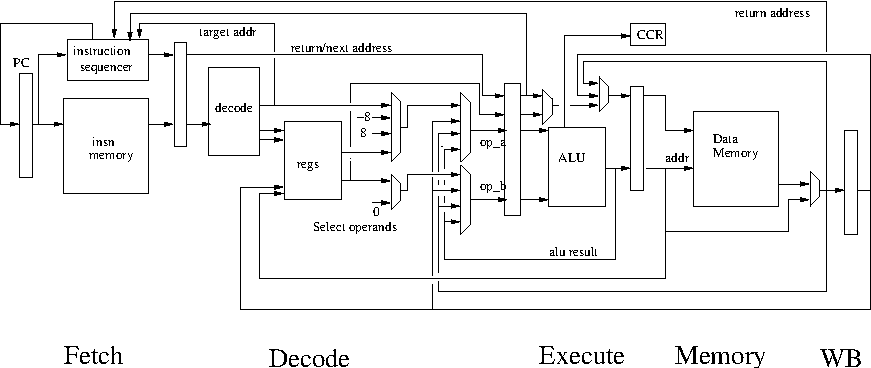 return address
target addr
CCR
instruction
sequencer
return/next address
PC
decode
-8
8
insn
memory
regs
op_a
ALU
Data
Memory
addr
op_b
0
Select operands
alu result
Fetch
Decode
Execute
Memory
WB